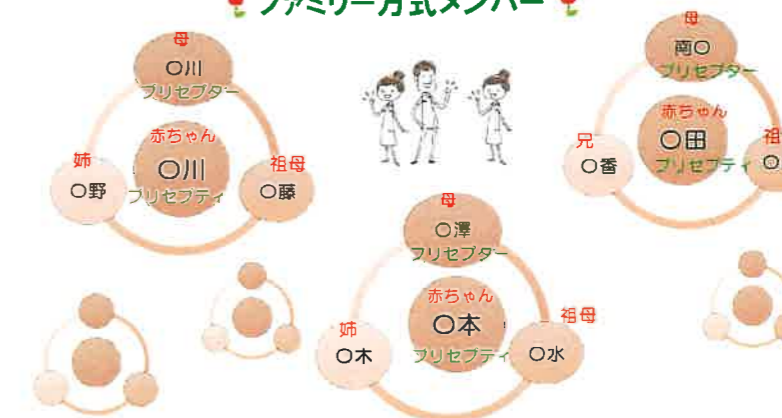 ファミリー方式メンバー
母
〇川
プリセプター
赤ちゃん
〇川
プリセプティ
姉
〇野
祖母
〇藤
母
南〇
プリセプター
赤ちゃん
〇田
プリセプティ
兄
〇番
祖
〇
母
〇澤
プリセプター
赤ちゃん
〇本
プリセプティ
姉
〇木
祖母
〇水